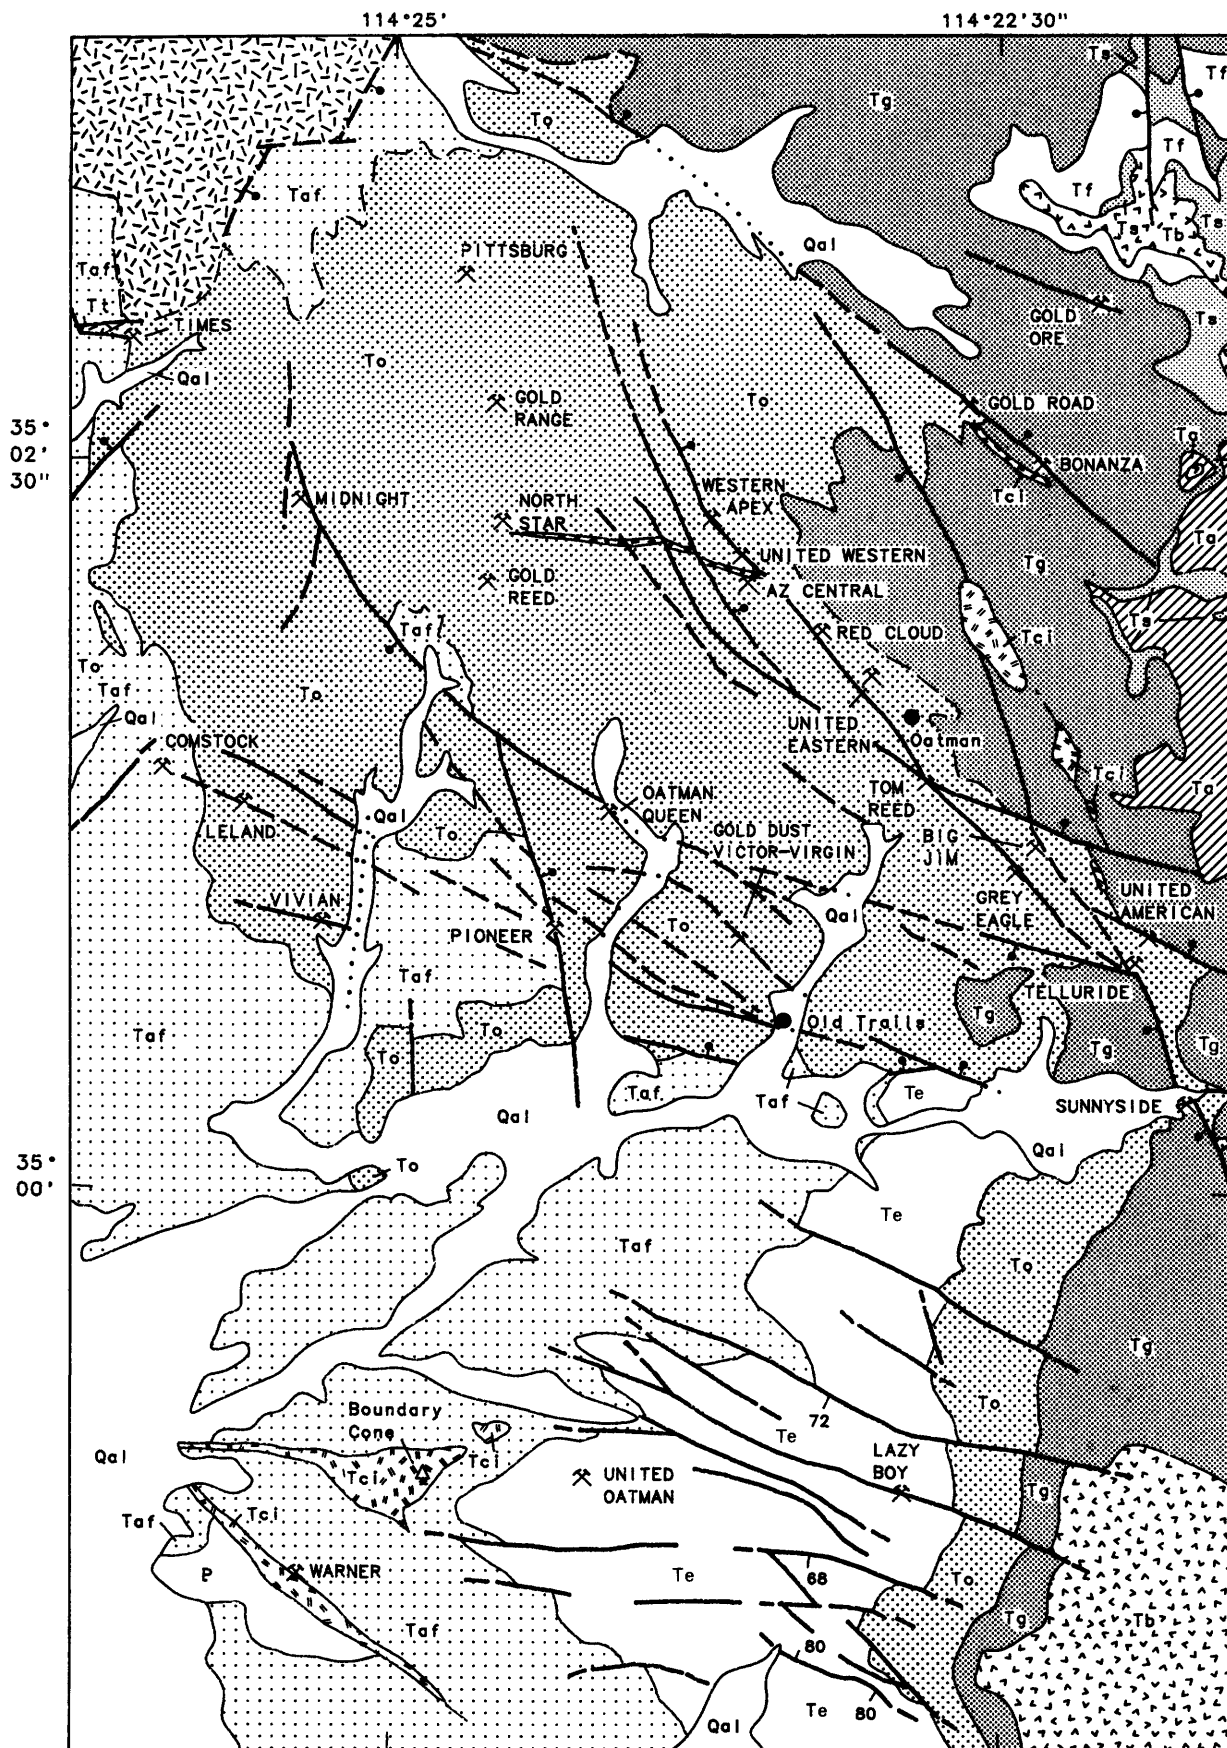 114°25'
114°22'30"
Ts
Tf
Tt
Tg
To
Tf
Taf
Tf
Ts
Tb
Ts
PITTSBURG
Qal
Taf
Tt
GOLD
ORE
Ts
TIMES
To
Qal
GOLD
RANGE
To
GOLD ROAD
35°
02'
30"
BONANZA
MIDNIGHT
NORTH
STAR
WESTERN
APEX
Tci
Ta
UNITED WESTERN
Tg
GOLD
REED
AZ CENTRAL
Taf
RED CLOUD
Tci
Ts
To
Taf
To
Qal
COMSTOCK
UNITED
EASTERN
Oatman
Tci
Ta
LELAND
Qal
To
OATMAN
QUEEN
TOM
REED
GOLD DUST
VICTOR-VIRGIN
BIG
JIM
VIVIAN
PIONEER
To
Qal
GREY
EAGLE
UNITED
AMERICAN
Taf
Taf
TELLURIDE
To
To
Old Trails
Tg
Tg
Tg
Taf
Taf
Te
Qal
SUNNYSIDE
Qal
35°
00'
To
Te
Taf
To
Tg
Boundary
Cone
72
Te
To
Qal
Tci
Tci
UNITED
OATMAN
LAZY
BOY
Tg
Taf
Tci
P
WARNER
Te
68
To
Tg
Tb
Taf
80
Te
80
Qal